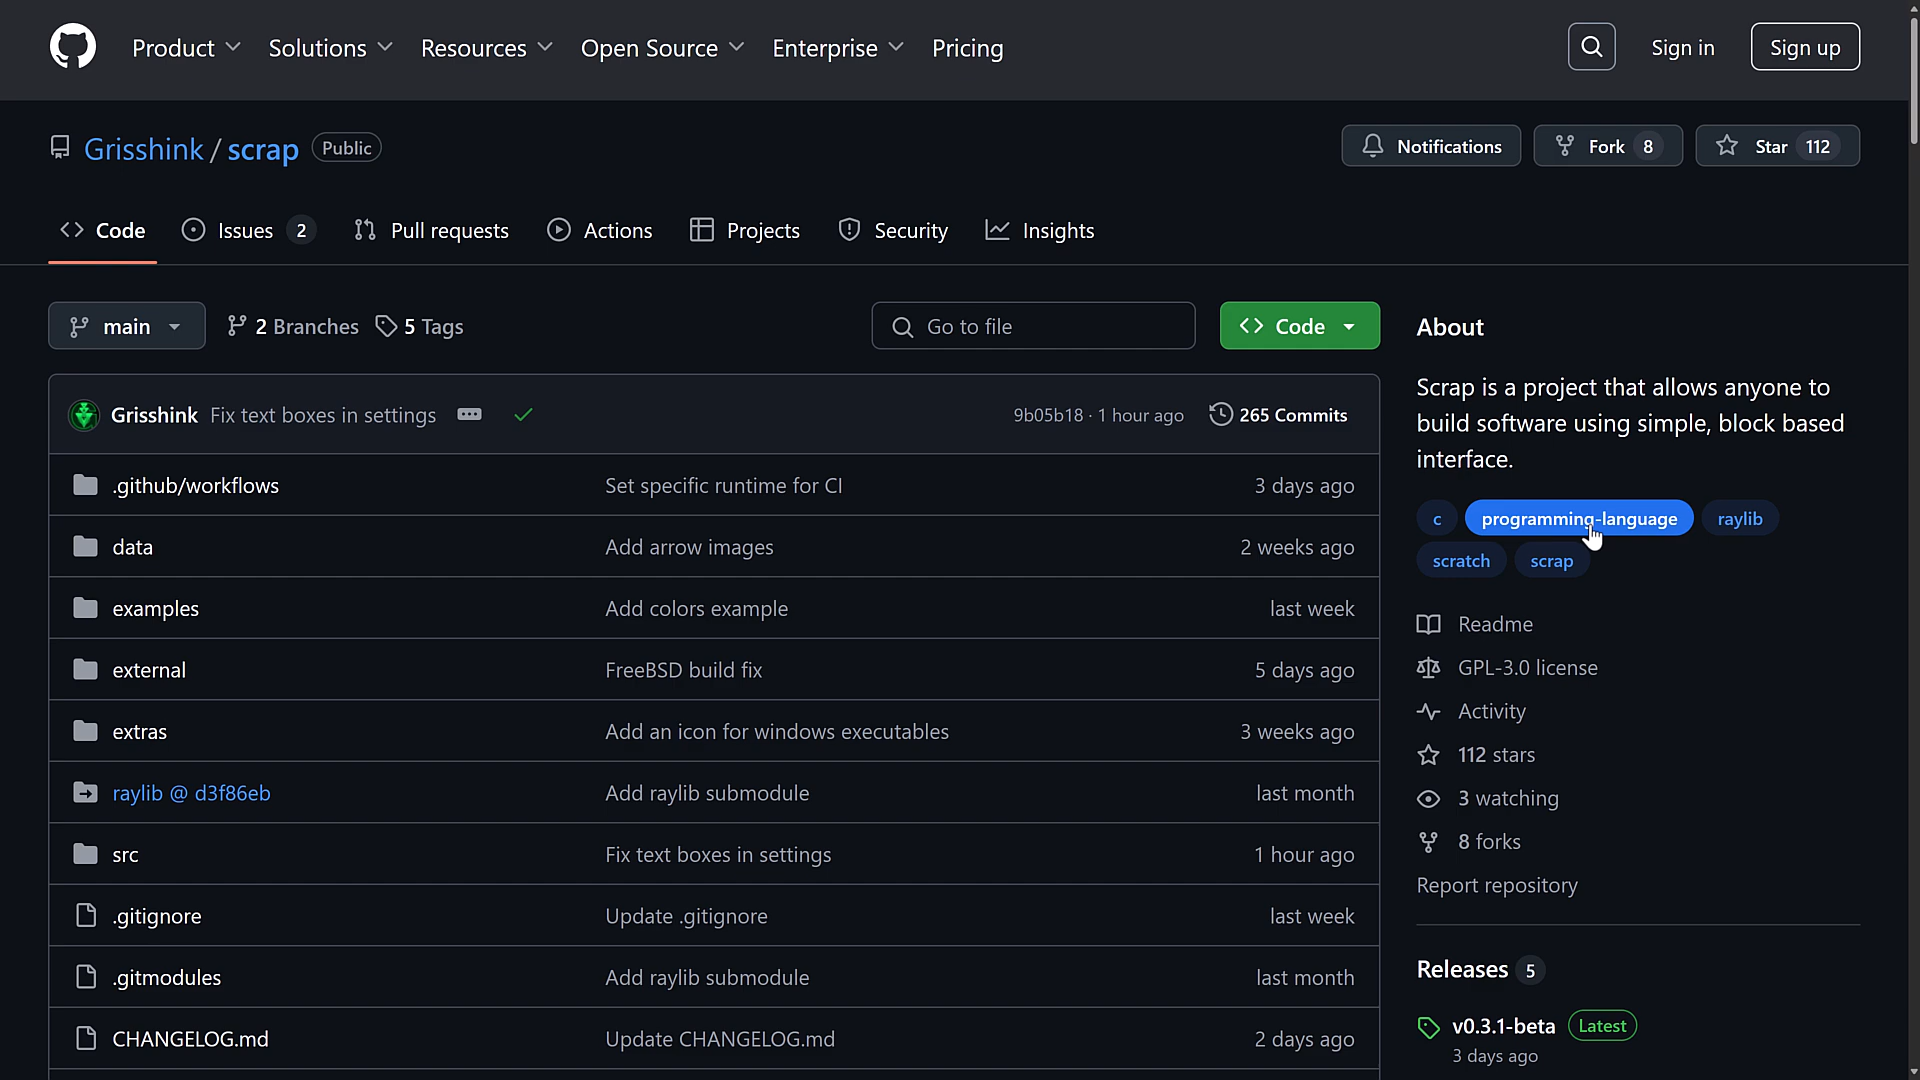 Product Solutions Resources Open Source Enterprise Pricing Sign in Sign up
Grisshink / scrap Public Notifications Fork 8 Star 112
Code Issues 2 Pull requests Actions Projects Security Insights
main 2 Branches 5 Tags Go to file Code
Grisshink Fix text boxes in settings 9b05b18 · 1 hour ago 265 Commits
.github/workflows Set specific runtime for CI 3 days ago
data Add arrow images 2 weeks ago
examples Add colors example last week
external FreeBSD build fix 5 days ago
extras Add an icon for windows executables 3 weeks ago
raylib @ d3f86eb Add raylib submodule last month
src Fix text boxes in settings 1 hour ago
.gitignore Update .gitignore last week
.gitmodules Add raylib submodule last month
CHANGELOG.md Update CHANGELOG.md 2 days ago
About
Scrap is a project that allows anyone to
build software using simple, block based
interface.
c programming-language raylib
scratch scrap
Readme
GPL-3.0 license
Activity
112 stars
3 watching
8 forks
Report repository
Releases 5
v0.3.1-beta Latest
3 days ago